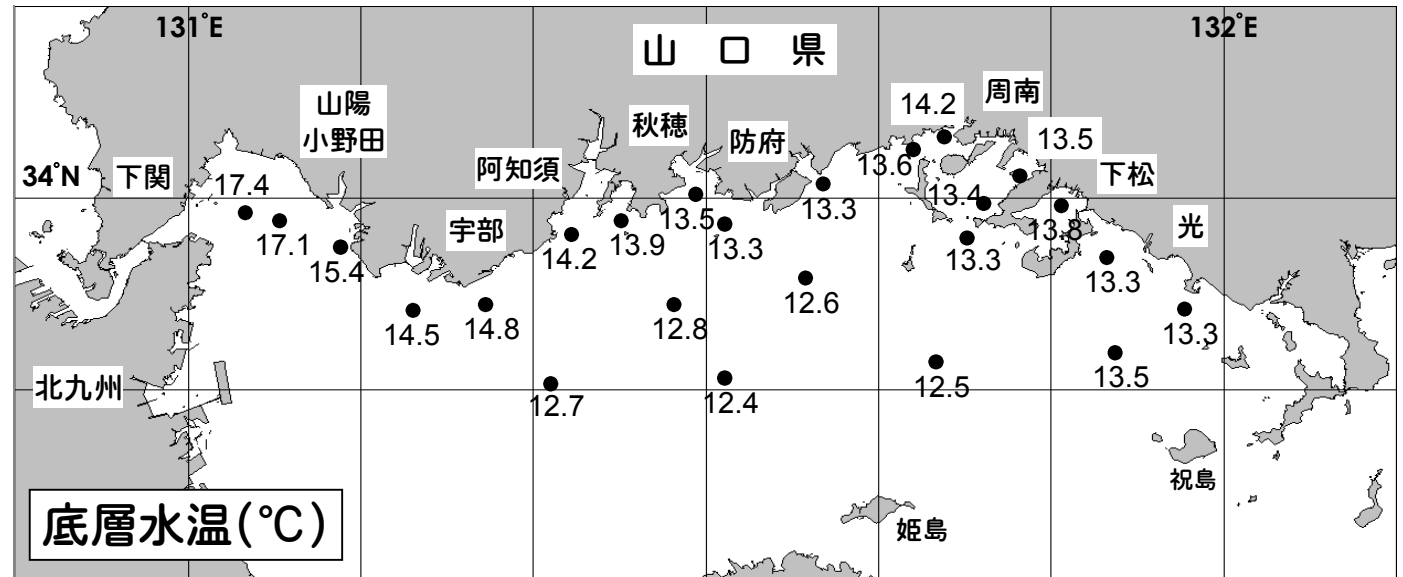 131°E
132°E
山 口 県
山陽
小野田
秋穂
防府
14.2
周南
13.5
阿知須
13.6
下松
34°N
下関
17.4
13.4
13.5
13.3
17.1
宇部
14.2
13.9
13.3
13.8
光
15.4
13.3
13.3
12.6
14.5
14.8
12.8
13.3
北九州
12.7
12.4
12.5
13.5
祝島
底層水温(℃)
姫島